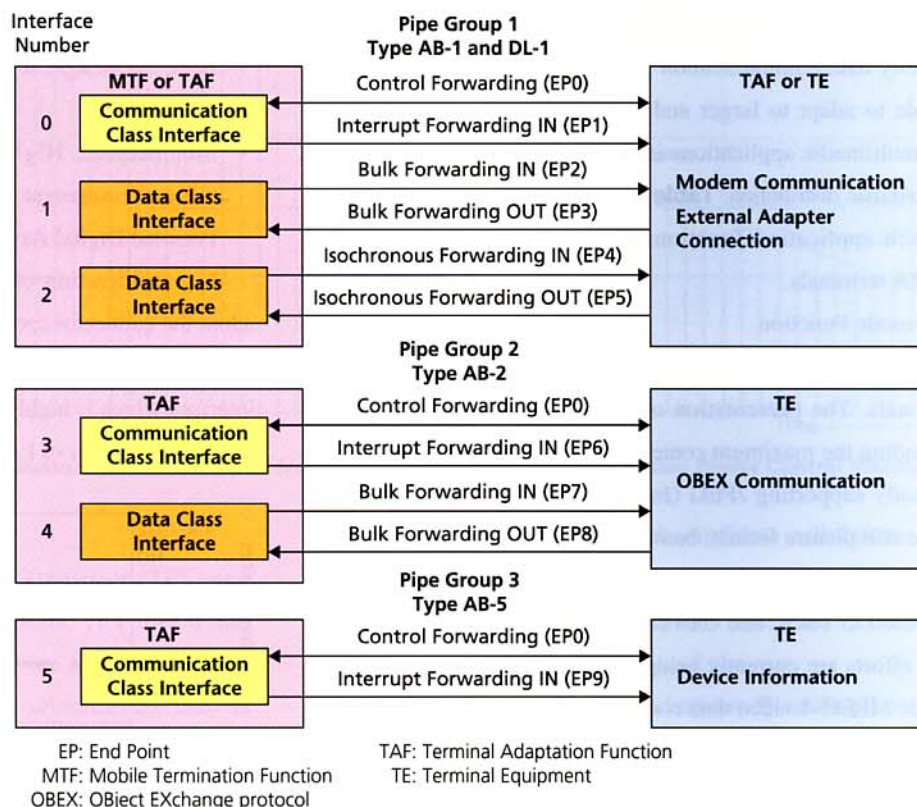 Interface
Number
Pipe Group 1
Type AB-1 and DL-1
MTF or TAF
TAF or TE
0
Communication
Class Interface
Control Forwarding (EP0)
Interrupt Forwarding IN (EP1)
1
Data Class
Interface
Bulk Forwarding IN (EP2)
Bulk Forwarding OUT (EP3)
Modem Communication
External Adapter
Connection
2
Data Class
Interface
Isochronous Forwarding IN (EP4)
Isochronous Forwarding OUT (EP5)
Pipe Group 2
Type AB-2
TAF
TE
3
Communication
Class Interface
Control Forwarding (EP0)
Interrupt Forwarding IN (EP6)
OBEX Communication
4
Data Class
Interface
Bulk Forwarding IN (EP7)
Bulk Forwarding OUT (EP8)
Pipe Group 3
Type AB-5
TAF
TE
5
Communication
Class Interface
Control Forwarding (EP0)
Interrupt Forwarding IN (EP9)
Device Information
EP: End Point
TAF: Terminal Adaptation Function
MTF: Mobile Termination Function
TE: Terminal Equipment
OBEX: OBject EXchange protocol